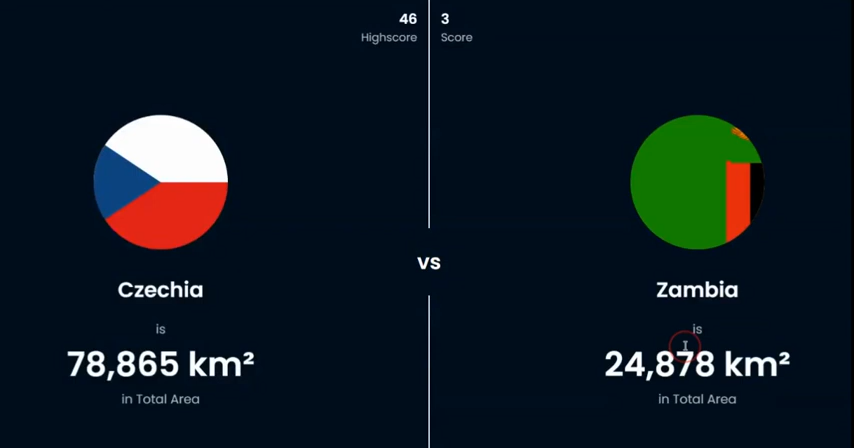 46
Highscore
3
Score
Czechia
is
78,865 km²
in Total Area
VS
Zambia
is
24,878 km²
in Total Area